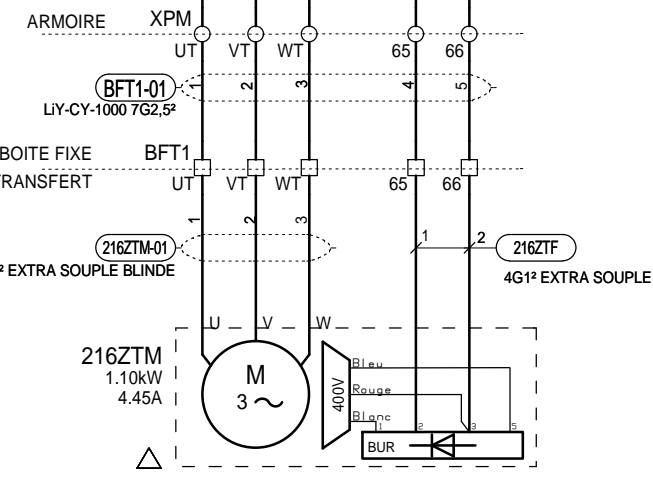 ARMOIRE XPM
UT VT WT 65 66
BFT1-01 1 2 3 4 5
LiY-CY-1000 7G2,5²
BOITE FIXE BFT1
TRANSFERT UT VT WT 65 66
1 2 3
216ZTM-01 1 2 216ZTF
² EXTRA SOUPLE BLINDE 4G1² EXTRA SOUPLE
U V W
216ZTM
1.10kW
4.45A
M
3
400V
Bleu
Rouge
Blanc
1 2 3 5
BUR